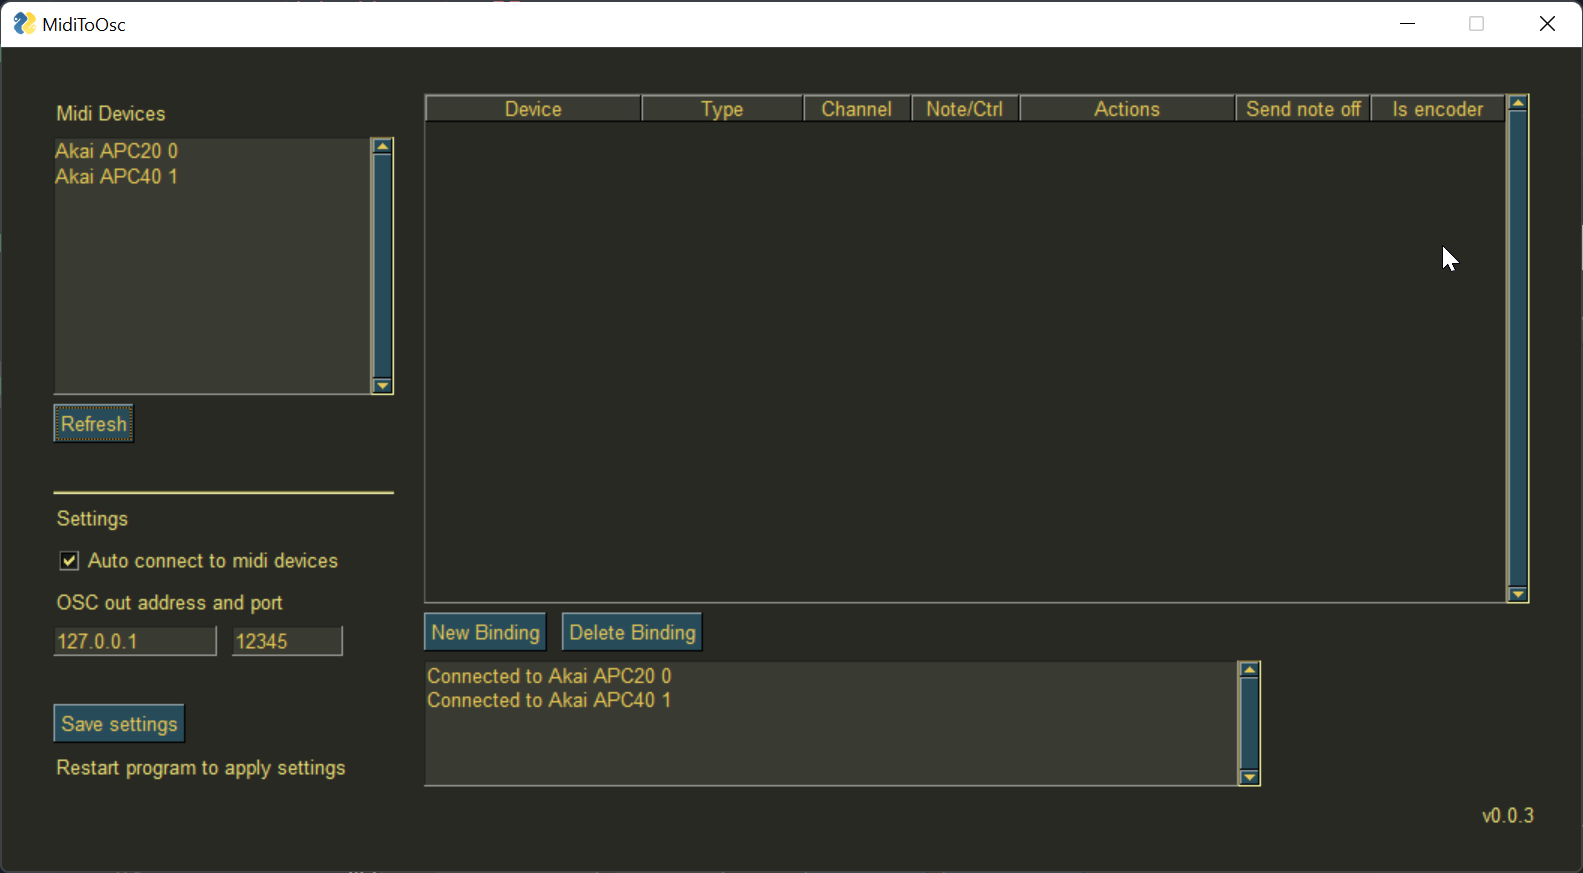 MidiToOsc
Midi Devices
Akai APC20 0
Akai APC40 1
Refresh
Settings
Auto connect to midi devices
OSC out address and port
127.0.0.1 12345
Save settings
Restart program to apply settings
Device Type Channel Note/Ctrl Actions Send note off Is encoder
New Binding Delete Binding
Connected to Akai APC20 0
Connected to Akai APC40 1
v0.0.3